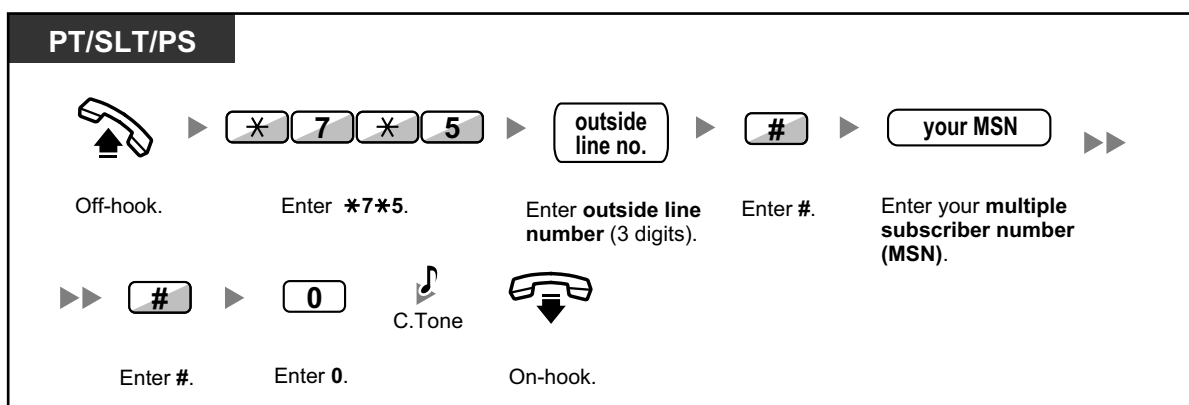 PT/SLT/PS
* 7 * 5
outside
line no.
#
your MSN
Off-hook.
Enter *7*5.
Enter outside line
number (3 digits).
Enter #.
Enter your multiple
subscriber number
(MSN).
#
0
C.Tone
Enter #.
Enter 0.
On-hook.